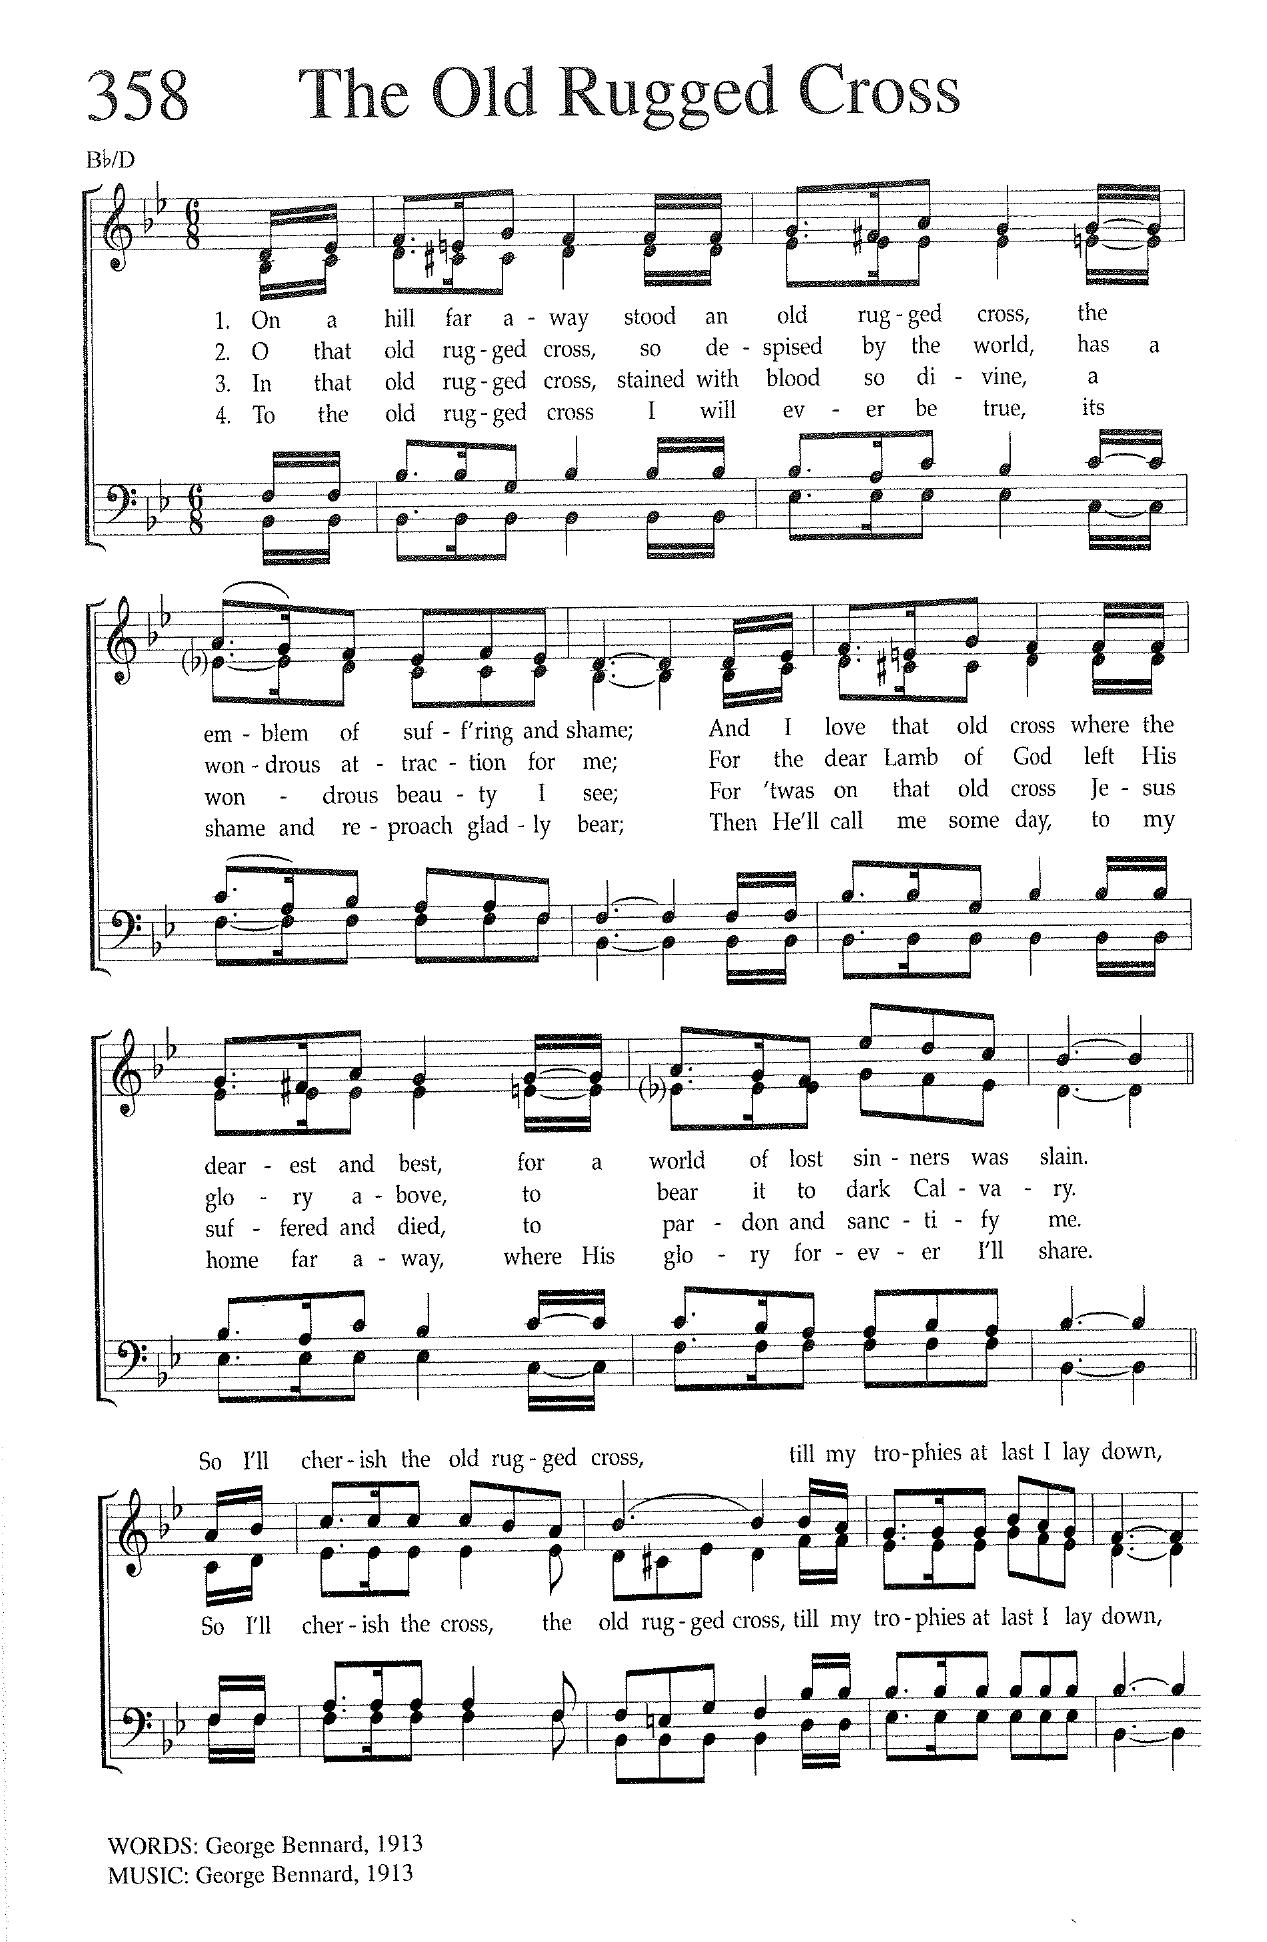 358 The Old Rugged Cross
B♭/D
1. On a hill far a - way stood an old rug - ged cross, the
2. O that old rug - ged cross, so de - spised by the world, has a
3. In that old rug - ged cross, stained with blood so di - vine, a
4. To the old rug - ged cross I will ev - er be true, its
em - blem of suf - f'ring and shame; And I love that old cross where the
won - drous at - trac - tion for me; For the dear Lamb of God left His
won - drous beau - ty I see; For 'twas on that old cross Je - sus
shame and re - proach glad - ly bear; Then He'll call me some day, to my
dear - est and best, for a world of lost sin - ners was slain.
glo - ry a - bove, to bear it to dark Cal - va - ry.
suf - fered and died, to par - don and sanc - ti - fy me.
home far a - way, where His glo - ry for - ev - er I'll share.
So I'll cher - ish the old rug - ged cross, till my tro - phies at last I lay down,
So I'll cher - ish the cross, the old rug - ged cross, till my tro - phies at last I lay down,
WORDS: George Bennard, 1913
MUSIC: George Bennard, 1913